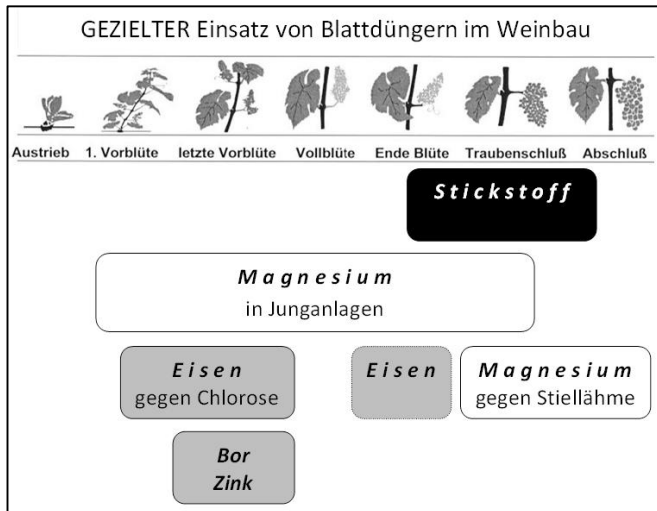 GEZIELTER Einsatz von Blattdüngern im Weinbau
Austrieb 1. Vorblüte letzte Vorblüte Vollblüte Ende Blüte Traubenschluß Abschluß
Stickstoff
Magnesium
in Junganlagen
Eisen
gegen Chlorose
Eisen
Magnesium
gegen Stiellähme
Bor
Zink